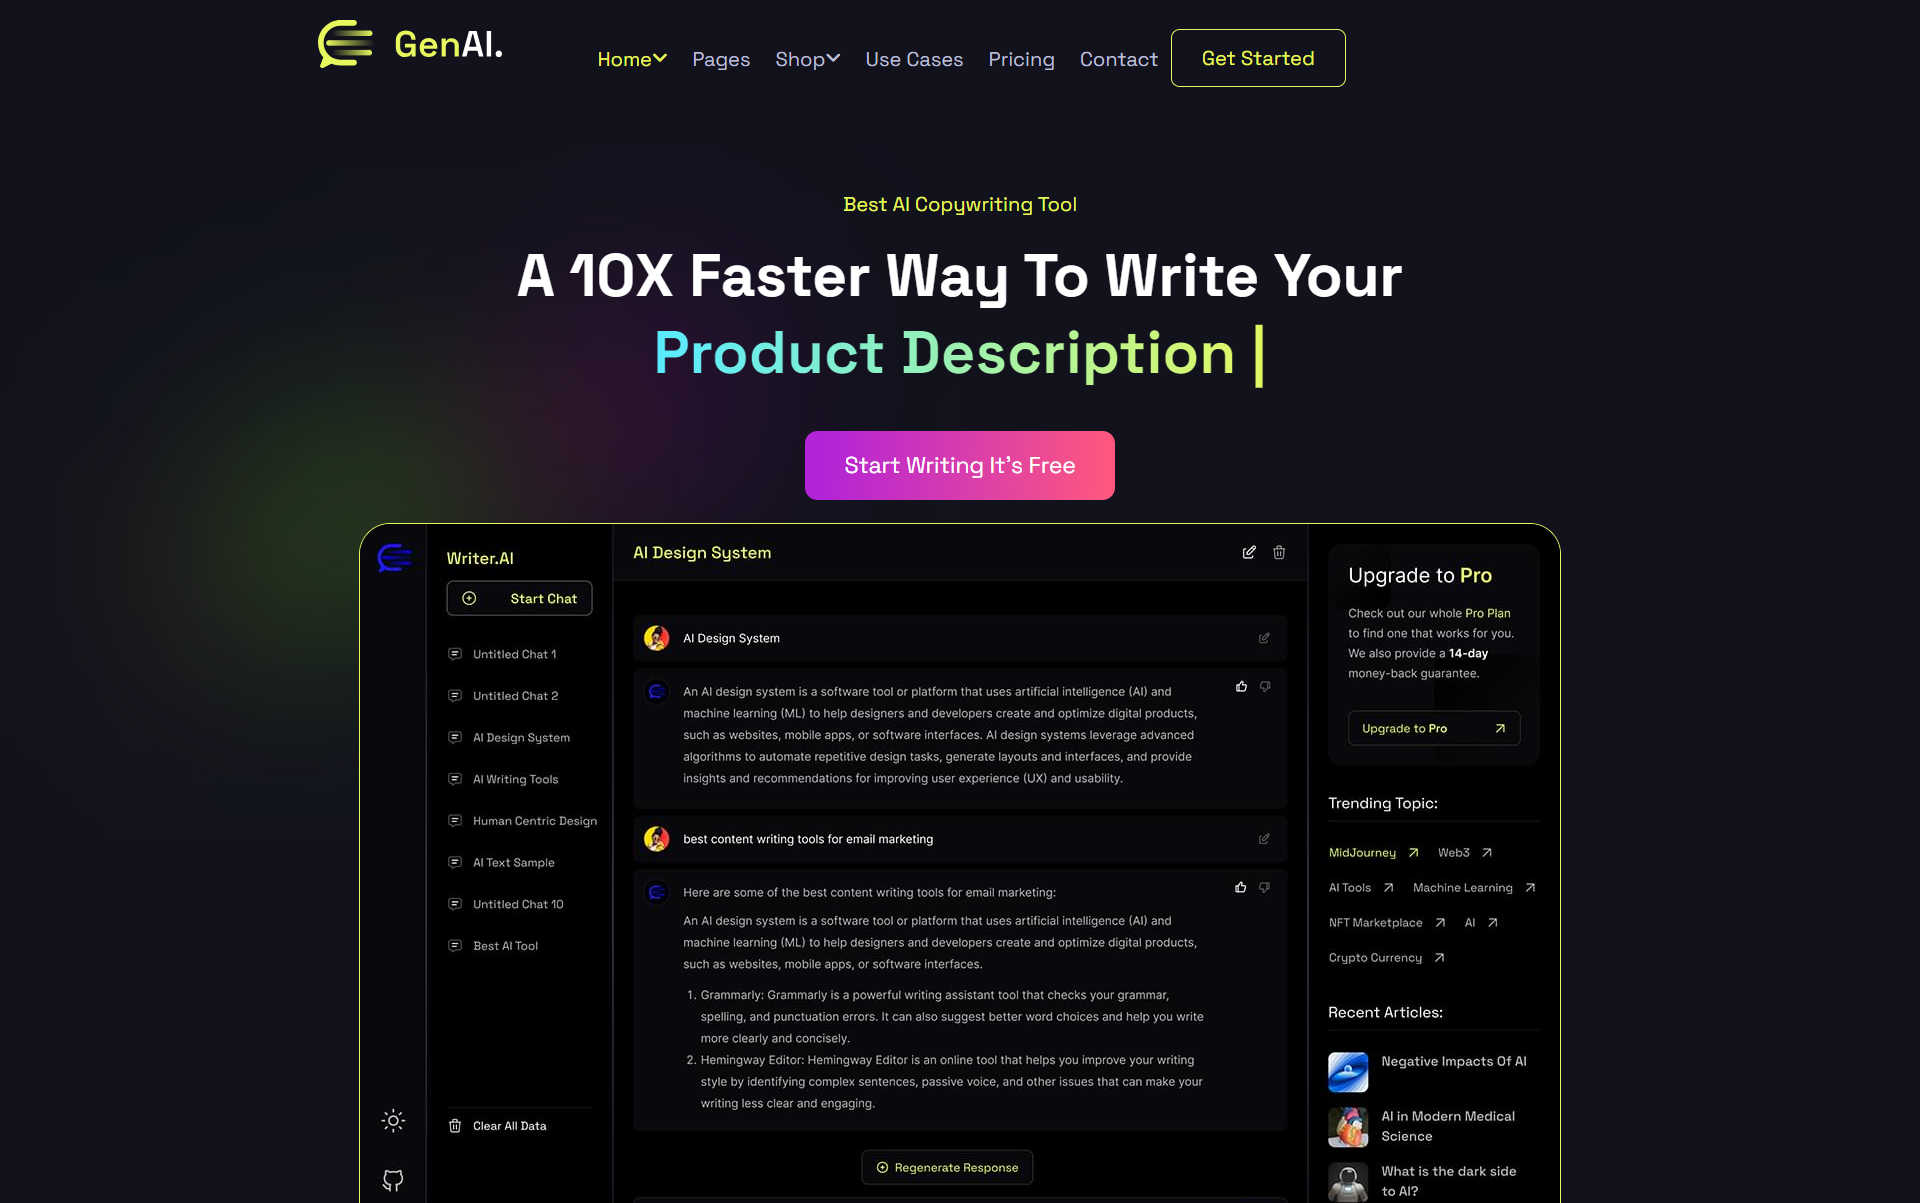 GenAI.
Home
Pages
Shop
Use Cases
Pricing
Contact
Get Started
Best AI Copywriting Tool
A 10X Faster Way To Write Your
Product Description |
Start Writing It's Free
Writer.AI
Start Chat
Untitled Chat 1
Untitled Chat 2
AI Design System
AI Writing Tools
Human Centric Design
AI Text Sample
Untitled Chat 10
Best AI Tool
Clear All Data
AI Design System
AI Design System
An AI design system is a software tool or platform that uses artificial intelligence (AI) and
machine learning (ML) to help designers and developers create and optimize digital products,
such as websites, mobile apps, or software interfaces. AI design systems leverage advanced
algorithms to automate repetitive design tasks, generate layouts and interfaces, and provide
insights and recommendations for improving user experience (UX) and usability.
best content writing tools for email marketing
Here are some of the best content writing tools for email marketing:
An AI design system is a software tool or platform that uses artificial intelligence (AI) and
machine learning (ML) to help designers and developers create and optimize digital products,
such as websites, mobile apps, or software interfaces.
1. Grammarly: Grammarly is a powerful writing assistant tool that checks your grammar,
spelling, and punctuation errors. It can also suggest better word choices and help you write
more clearly and concisely.
2. Hemingway Editor: Hemingway Editor is an online tool that helps you improve your writing
style by identifying complex sentences, passive voice, and other issues that can make your
writing less clear and engaging.
Regenerate Response
Upgrade to Pro
Check out our whole Pro Plan
to find one that works for you.
We also provide a 14-day
money-back guarantee.
Upgrade to Pro
Trending Topic:
MidJourney
Web3
AI Tools
Machine Learning
NFT Marketplace
AI
Crypto Currency
Recent Articles:
Negative Impacts Of AI
AI in Modern Medical
Science
What is the dark side
to AI?